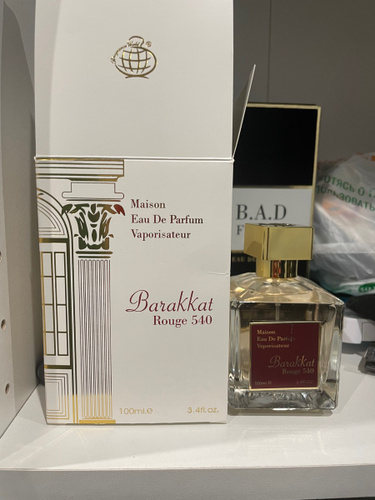 Maison
Eau De Parfum
Vaporisateur
Barakkat
Rouge 540
100mL℮
3.4fl.oz.
B.A.D
Maison
Eau De Parfum
Vaporisateur
Barakkat
Rouge 540